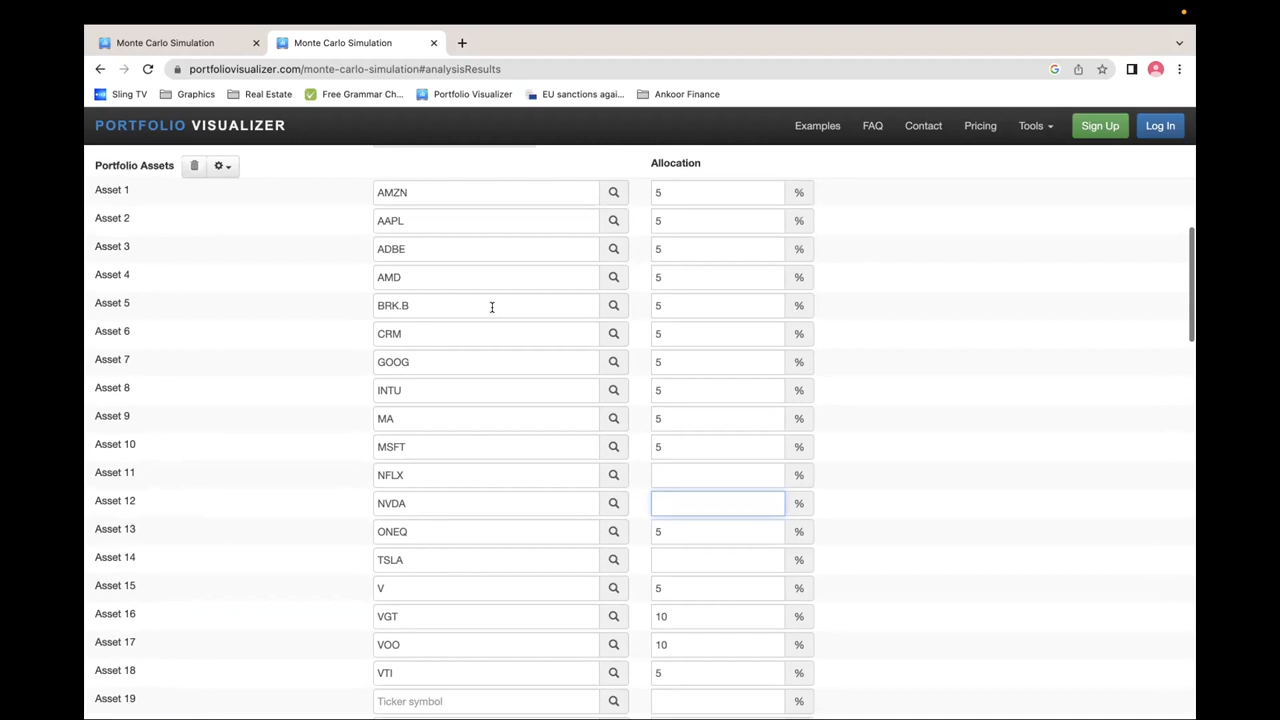 Monte Carlo Simulation
Monte Carlo Simulation
portfoliovisualizer.com/monte-carlo-simulation#analysisResults
Sling TV Graphics Real Estate Free Grammar Ch... Portfolio Visualizer EU sanctions agai... Ankoor Finance
PORTFOLIO VISUALIZER Examples FAQ Contact Pricing Tools Sign Up Log In
Portfolio Assets Allocation
Asset 1 AMZN 5 %
Asset 2 AAPL 5 %
Asset 3 ADBE 5 %
Asset 4 AMD 5 %
Asset 5 BRK.B 5 %
Asset 6 CRM 5 %
Asset 7 GOOG 5 %
Asset 8 INTU 5 %
Asset 9 MA 5 %
Asset 10 MSFT 5 %
Asset 11 NFLX %
Asset 12 NVDA %
Asset 13 ONEQ 5 %
Asset 14 TSLA %
Asset 15 V 5 %
Asset 16 VGT 10 %
Asset 17 VOO 10 %
Asset 18 VTI 5 %
Asset 19 Ticker symbol %